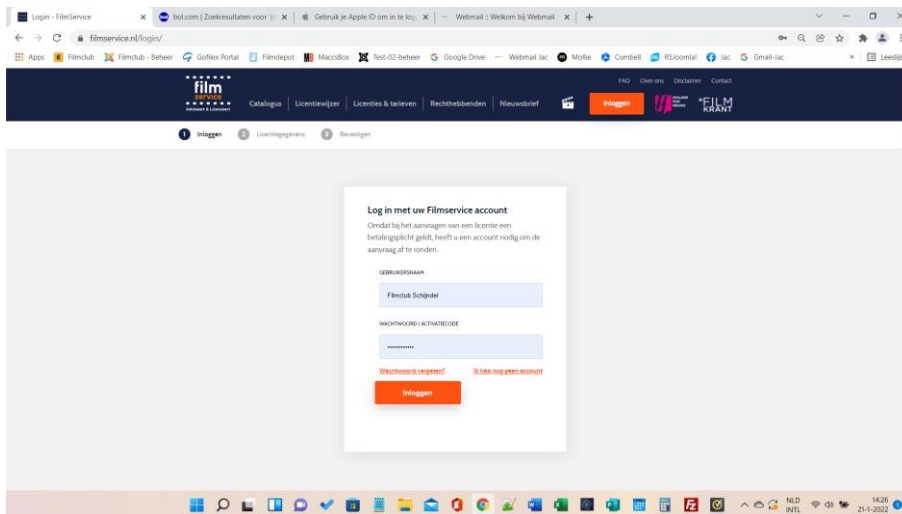 Login - FilmService
bol.com | Zoekresultaten voor 'p
Gebruik je Apple ID om in te log
Webmail :: Welkom bij Webmail
filmservice.nl/login/
Apps
Filmclub
Filmclub - Beheer
Gofilex Portal
Filmdepot
MaccsBox
Test-02-beheer
Google Drive
Webmail Jac
Mollie
Combell
RSJoomla!
Jac
Gmail-Jac
Leeslijs
FAQ Over ons Disclaimer Contact
film
service
Catalogus
Licentiewijzer
Licenties & tarieven
Rechthebbenden
Nieuwsbrief
Inloggen
FILM
KRANT
1 Inloggen
2 Licentiegegevens
3 Bevestigen
Log in met uw Filmservice account
Omdat bij het aanvragen van een licentie een
betalingsplicht geldt, heeft u een account nodig om de
aanvraag af te ronden.
GEBRUIKERSNAAM
Filmclub Schijndel
WACHTWOORD / ACTIVATIECODE
••••••••••••
Wachtwoord vergeten?
Ik heb nog geen account
Inloggen
NLD
INTL
14:26
21-1-2022